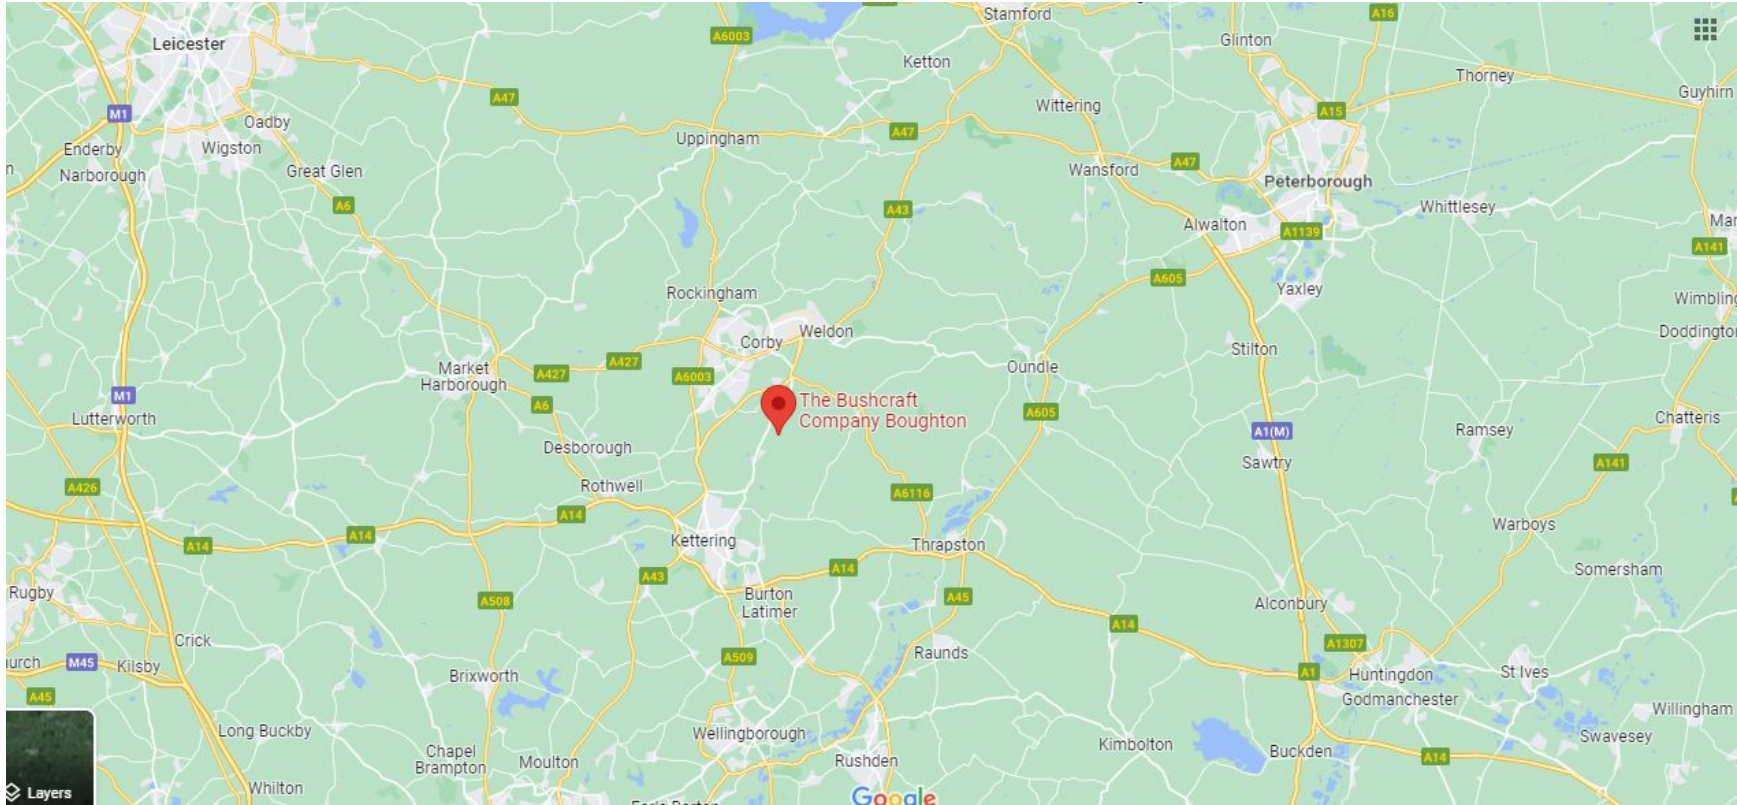 Stamford
A16
Leicester
A6003
Glinton
Ketton
Thorney
Guyhirn
A47
Wittering
M1
A15
Oadby
A47
Uppingham
Enderby
Wigston
A47
Wansford
Great Glen
Narborough
Peterborough
A6
A43
Whittlesey
Alwalton
A1139
A141
A605
Rockingham
Yaxley
Weldon
Corby
Stilton
A427
Oundle
Market
Harborough
A427
A6003
M1
The Bushcraft
Company Boughton
A6
A605
Lutterworth
Chatteris
A1(M)
Ramsey
Desborough
Sawtry
A141
A426
Rothwell
A6116
A14
A14
Warboys
Kettering
A14
Thrapston
A14
Somersham
A43
Rugby
Burton
Latimer
A508
A45
Alconbury
A14
Crick
A1307
Raunds
M45
Kilsby
A509
Brixworth
A1
Huntingdon
St Ives
A45
Godmanchester
Willingham
Long Buckby
Wellingborough
Swavesey
Kimbolton
Buckden
Chapel
Brampton
Moulton
Rushden
A14
Whilton
Layers
Google